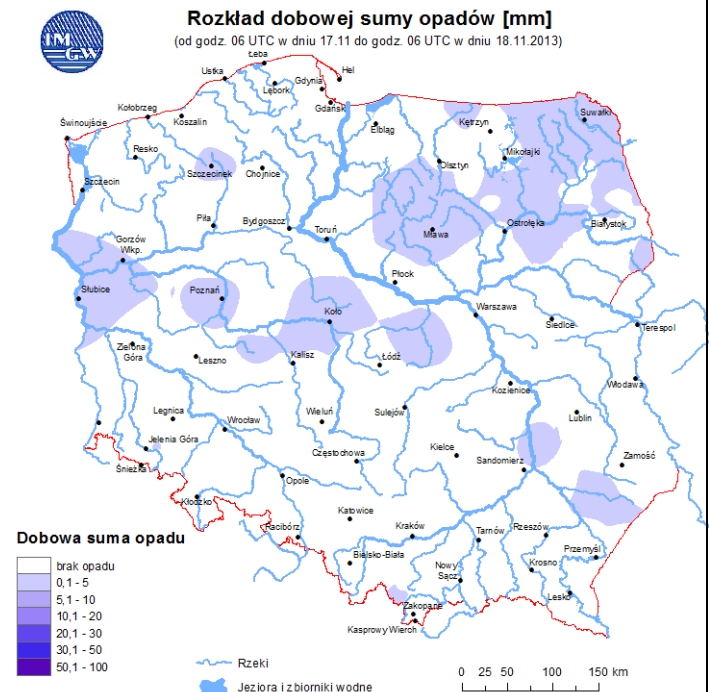 Rozkład dobowej sumy opadów [mm]
(od godz. 06 UTC w dniu 17.11 do godz. 06 UTC w dniu 18.11.2013)
IM
GW
Łeba
Ustka
Hel
Gdynia
Lębork
Gdańsk
Kołobrzeg
Koszalin
Świnoujście
Elbląg
Kętrzyn
Suwałki
Resko
Mikołajki
Szczecinek
Chojnice
Olsztyn
Szczecin
Piła
Bydgoszcz
Toruń
Mława
Ostrołęka
Białystok
Gorzów
Wlkp.
Płock
Słubice
Poznań
Koło
Warszawa
Siedlce
Terespol
Zielona
Góra
Leszno
Kalisz
Łódź
Kozienice
Włodawa
Legnica
Wrocław
Wieluń
Sulejów
Lublin
Jelenia Góra
Śnieżka
Częstochowa
Kielce
Sandomierz
Zamość
Kłodzko
Opole
Racibórz
Katowice
Kraków
Tarnów
Rzeszów
Przemyśl
Bielsko-Biała
Nowy
Sącz
Krosno
Lesko
Zakopane
Kasprowy Wierch
Dobowa suma opadu
brak opadu
0,1 - 5
5,1 - 10
10,1 - 20
20,1 - 30
30,1 - 50
50,1 - 100
Rzeki
Jeziora i zbiorniki wodne
0 25 50 100 150 km